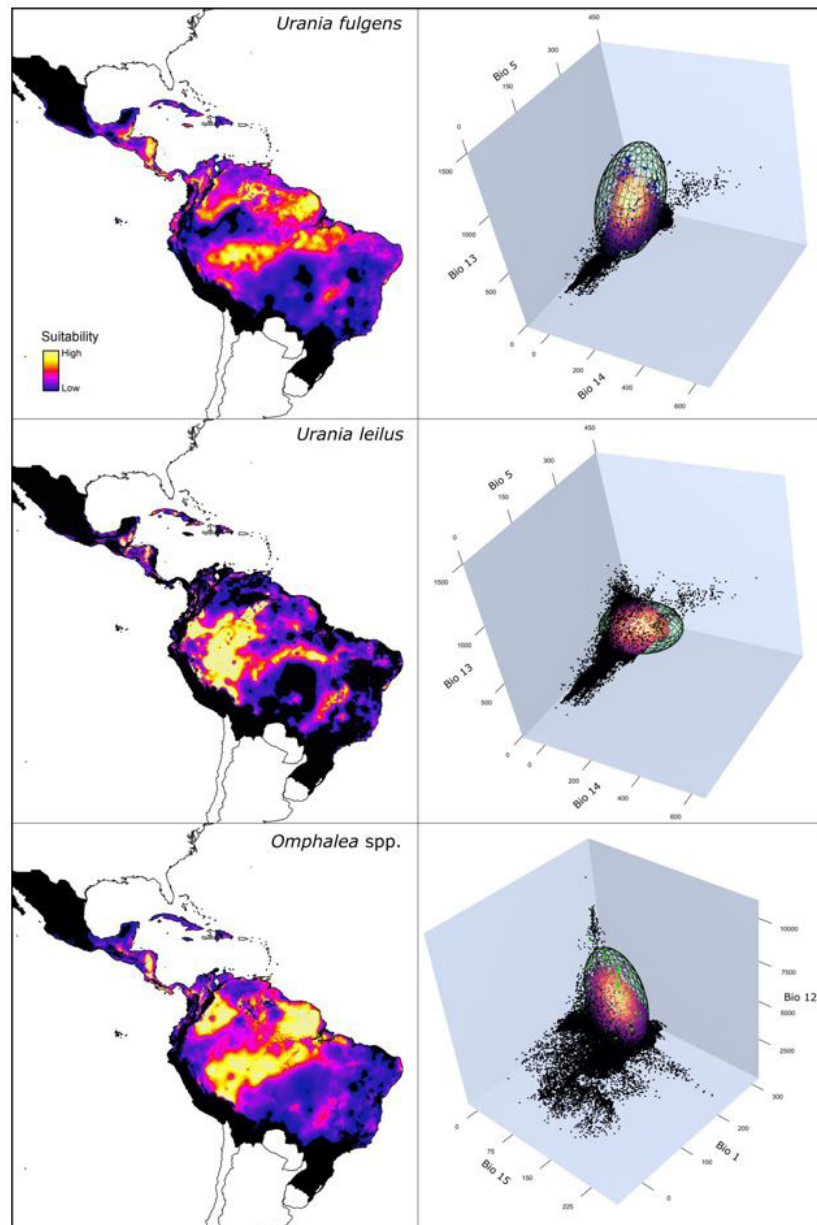 Urania fulgens
Suitability
High
Low
450
300
Bio 5
150
0
1500
1000
Bio 13
500
0
0
200
Bio 14
400
600
Urania leilus
450
300
Bio 5
150
0
1500
1000
Bio 13
500
0
0
200
Bio 14
400
600
Omphalea spp.
10000
7500
Bio 12
5000
2500
300
0
200
75
Bio 1
Bio 15
100
150
0
225